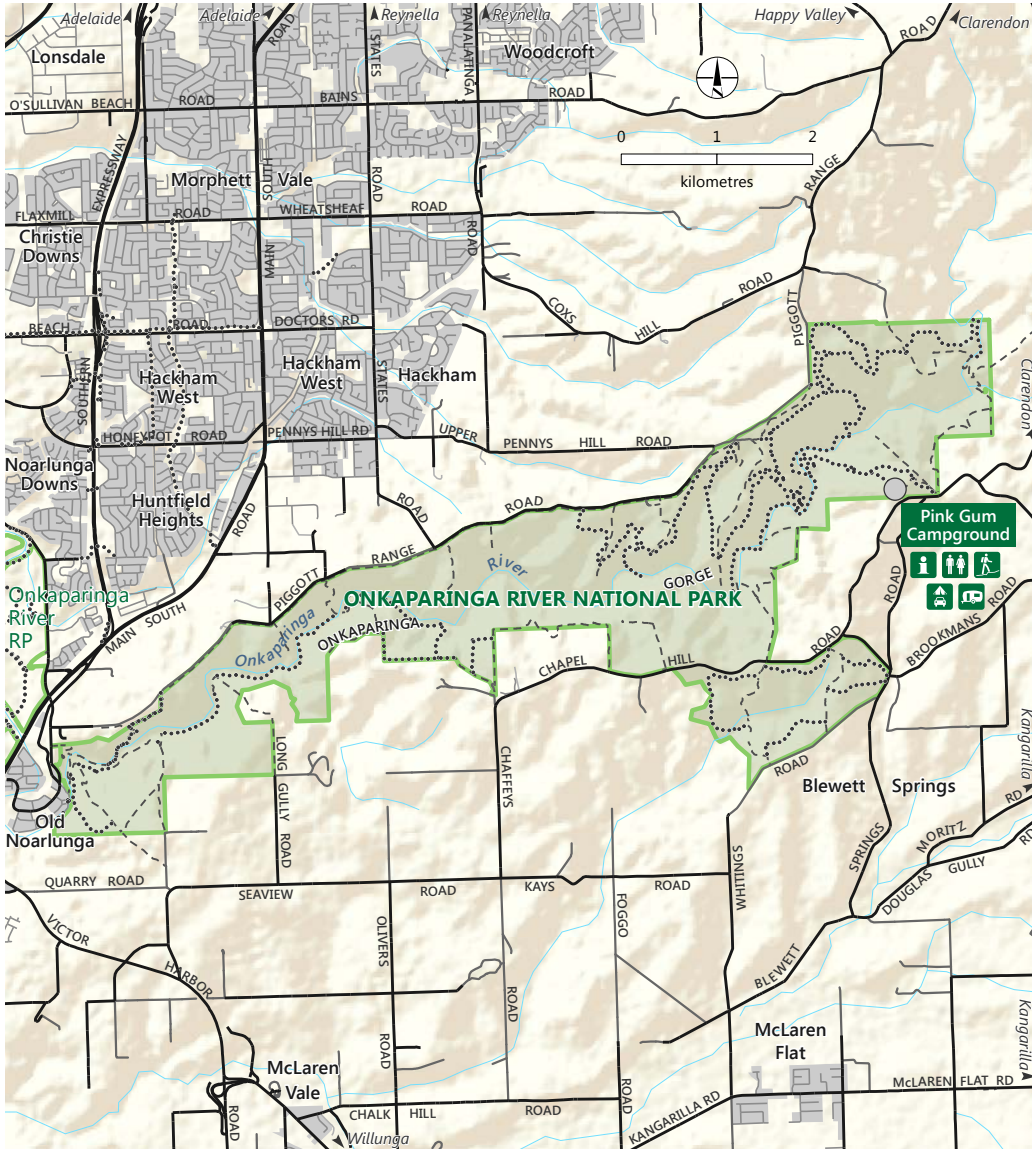 Adelaide
Adelaide
Reynella
Reynella
Happy Valley
Clarendon
Lonsdale
ROAD
STATES
PANALATINGA
Woodcroft
ROAD
O'SULLIVAN BEACH
ROAD
BAINS
ROAD
0
1
2
kilometres
EXPRESSWAY
SOUTH
ROAD
RANGE
Morphett
Vale
FLAXMILL
ROAD
WHEATSHEAF
ROAD
ROAD
Christie
Downs
MAIN
COXS
HILL
ROAD
PIGGOTT
BEACH
ROAD
DOCTORS RD
SOUTHERN
Hackham
West
Hackham
West
STATES
Hackham
Clarendon
HONEYPOT
ROAD
PENNYS HILL RD
UPPER
PENNYS
HILL
ROAD
Noarlunga
Downs
Huntfield
Heights
ROAD
ROAD
ROAD
Pink Gum
Campground
RANGE
River
GORGE
Onkaparinga
River
RP
PIGGOTT
ONKAPARINGA RIVER NATIONAL PARK
ROAD
BROOKMANS
ROAD
MAIN
SOUTH
Onkaparinga
ONKAPARINGA
CHAPEL
HILL
ROAD
LONG
GULLY
ROAD
CHAFFEYS
ROAD
Kangarilla
Blewett
Springs
RD
MORITZ
Old
Noarlunga
SPRINGS
DOUGLAS
GULLY
QUARRY ROAD
SEAVIEW
ROAD
KAYS
ROAD
WHITINGS
VICTOR
OLIVERS
FOGGO
HARBOR
BLEWETT
ROAD
Kangarilla
ROAD
McLaren
Flat
McLaren
Vale
McLAREN FLAT RD
ROAD
CHALK
HILL
ROAD
ROAD
KANGARILLA RD
Willunga